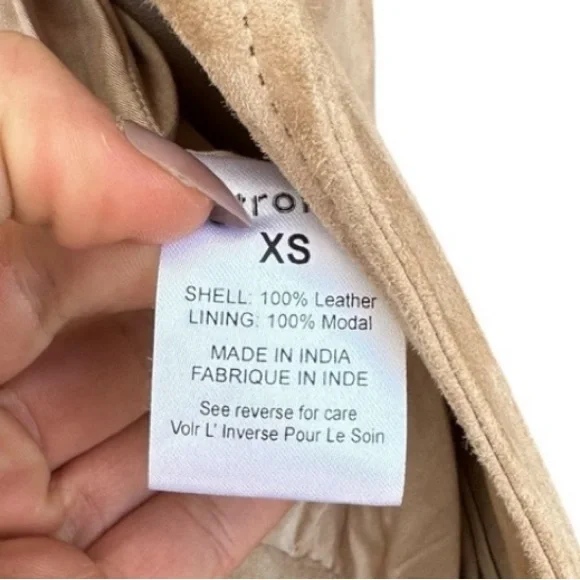 XS
SHELL: 100% Leather
LINING: 100% Modal
MADE IN INDIA
FABRIQUE IN INDE
See reverse for care
Voir L' Inverse Pour Le Soin